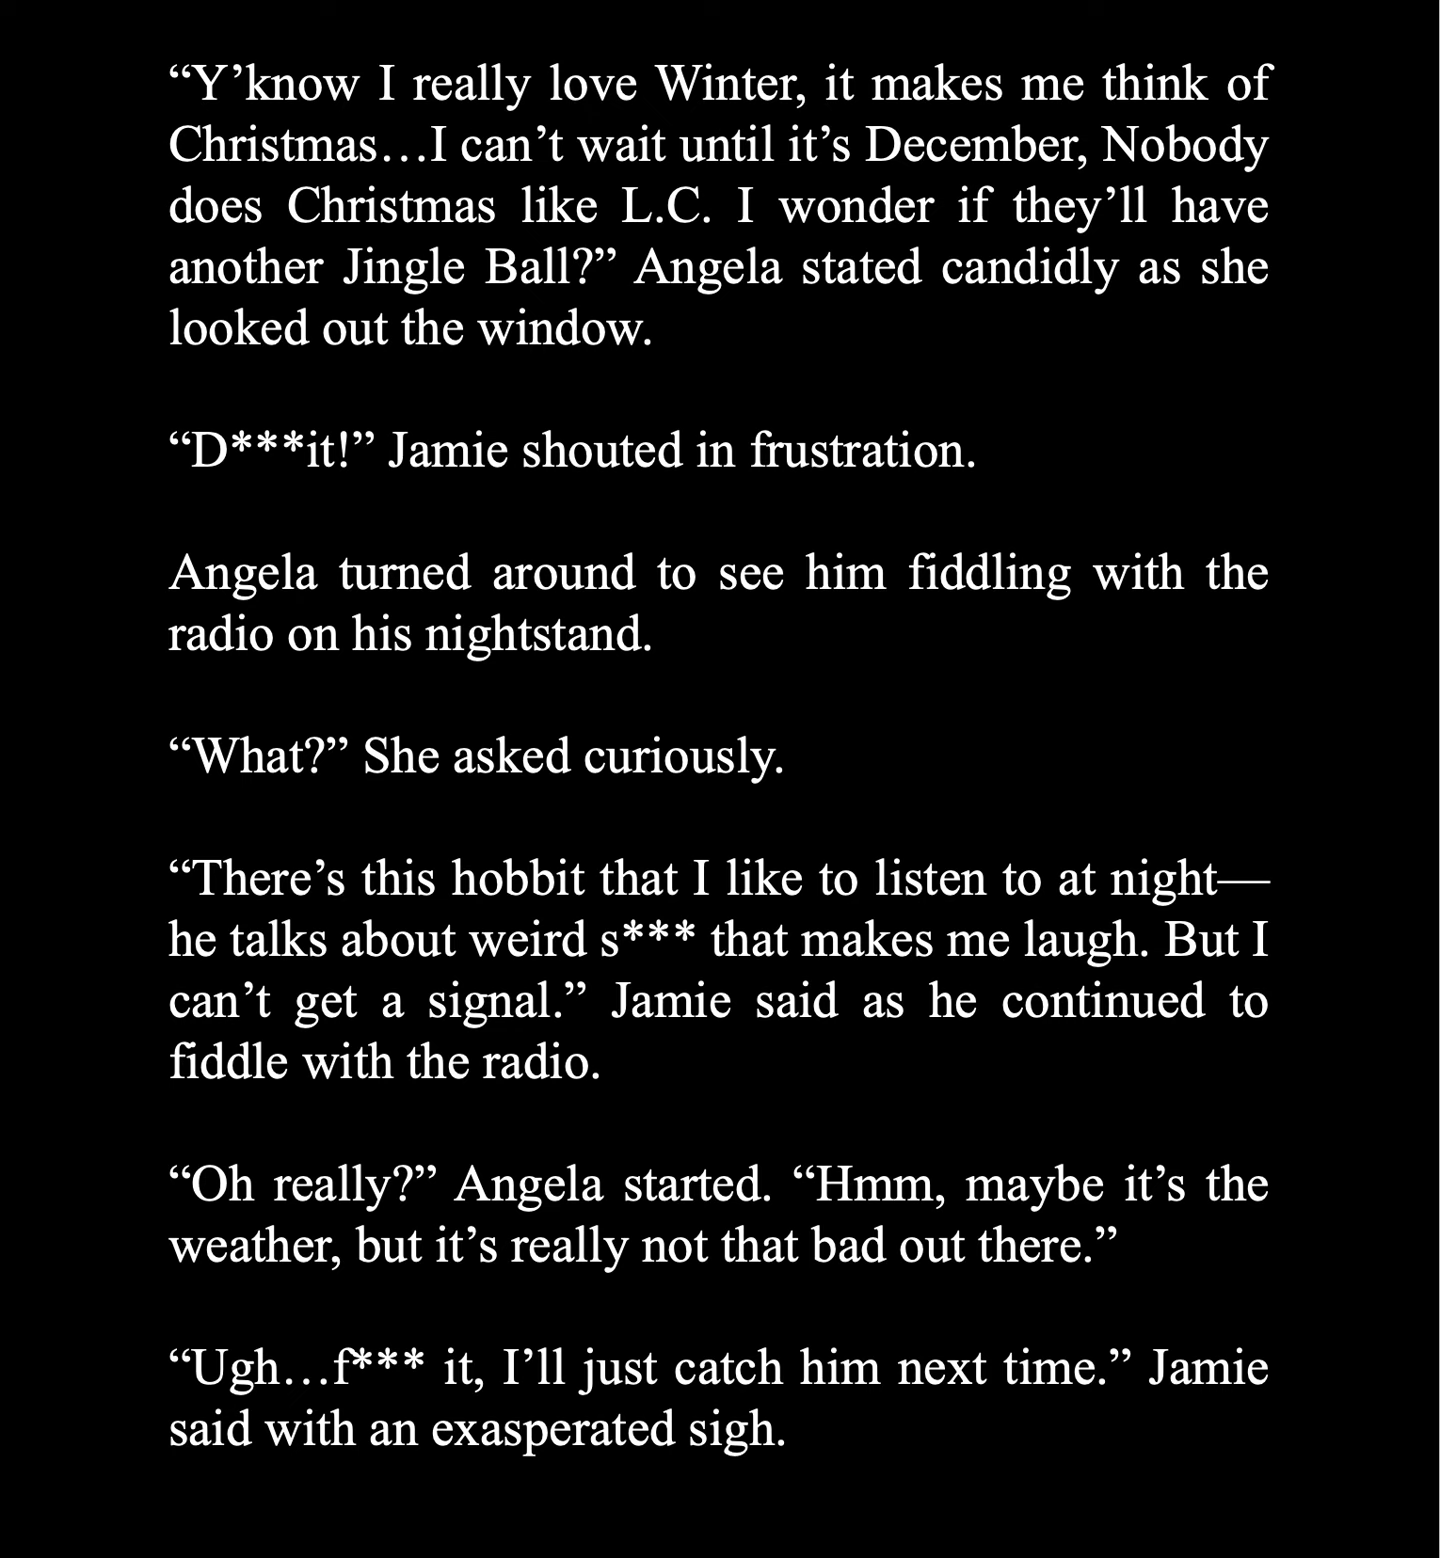 “Y’know I really love Winter, it makes me think of
Christmas…I can’t wait until it’s December, Nobody
does Christmas like L.C. I wonder if they’ll have
another Jingle Ball?” Angela stated candidly as she
looked out the window.
“D***it!” Jamie shouted in frustration.
Angela turned around to see him fiddling with the
radio on his nightstand.
“What?” She asked curiously.
“There’s this hobbit that I like to listen to at night—
he talks about weird s*** that makes me laugh. But I
can’t get a signal.” Jamie said as he continued to
fiddle with the radio.
“Oh really?” Angela started. “Hmm, maybe it’s the
weather, but it’s really not that bad out there.”
“Ugh…f*** it, I’ll just catch him next time.” Jamie
said with an exasperated sigh.